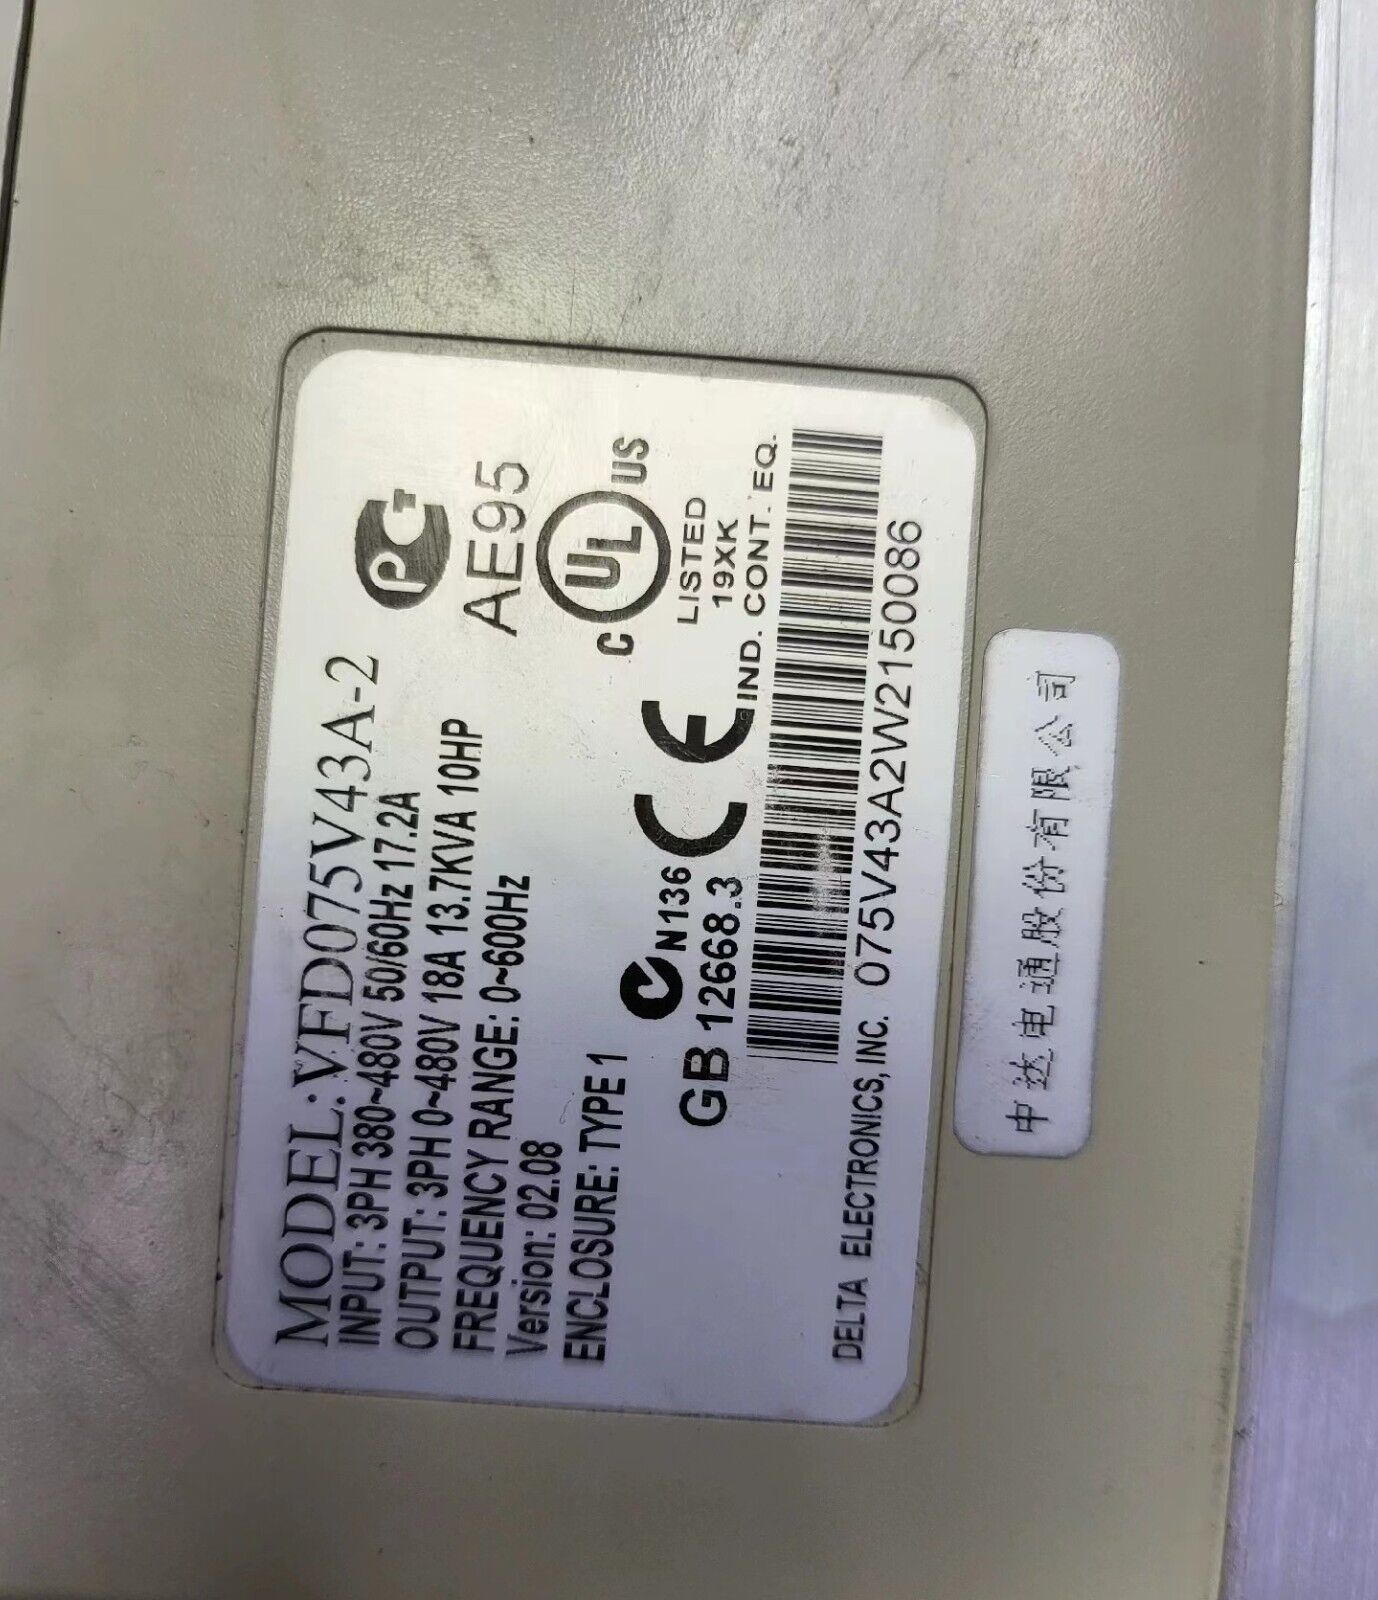 MODEL:VFD075V43A-2
INPUT: 3PH 380~480V 50/60Hz 17.2A
OUTPUT: 3PH 0~480V 18A 13.7KVA 10HP
FREQUENCY RANGE: 0~600Hz
Version: 02.08
ENCLOSURE: TYPE 1
PCT
AE95
C UL US
LISTED
19XK
IND. CONT. EQ.
N136
CE
GB 12668.3
DELTA ELECTRONICS,INC. 075V43A2W2150086
中达电通股份有限公司